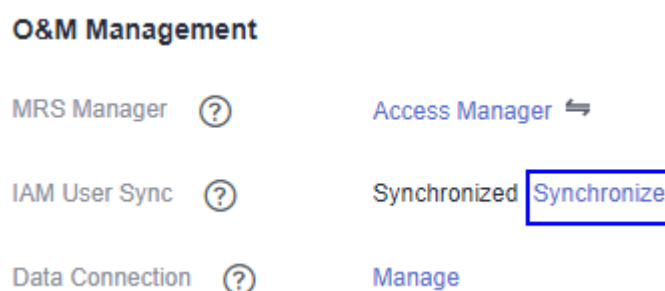 O&M Management
MRS Manager ? Access Manager ⇋
IAM User Sync ? Synchronized Synchronize
Data Connection ? Manage